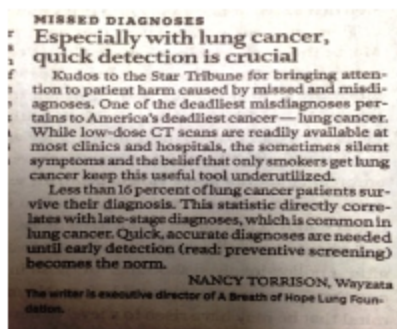 MISSED DIAGNOSES
Especially with lung cancer,
quick detection is crucial
Kudos to the Star Tribune for bringing atten-
tion to patient harm caused by missed and misdi-
agnoses. One of the deadliest misdiagnoses per-
tains to America's deadliest cancer — lung cancer.
While low-dose CT scans are readily available at
most clinics and hospitals, the sometimes silent
symptoms and the belief that only smokers get lung
cancer keep this useful tool underutilized.
Less than 16 percent of lung cancer patients sur-
vive their diagnosis. This statistic directly corre-
lates with late-stage diagnoses, which is common in
lung cancer. Quick, accurate diagnoses are needed
until early detection (read: preventive screening)
becomes the norm.
NANCY TORRISON, Wayzata
The writer is executive director of A Breath of Hope Lung Foun-
dation.